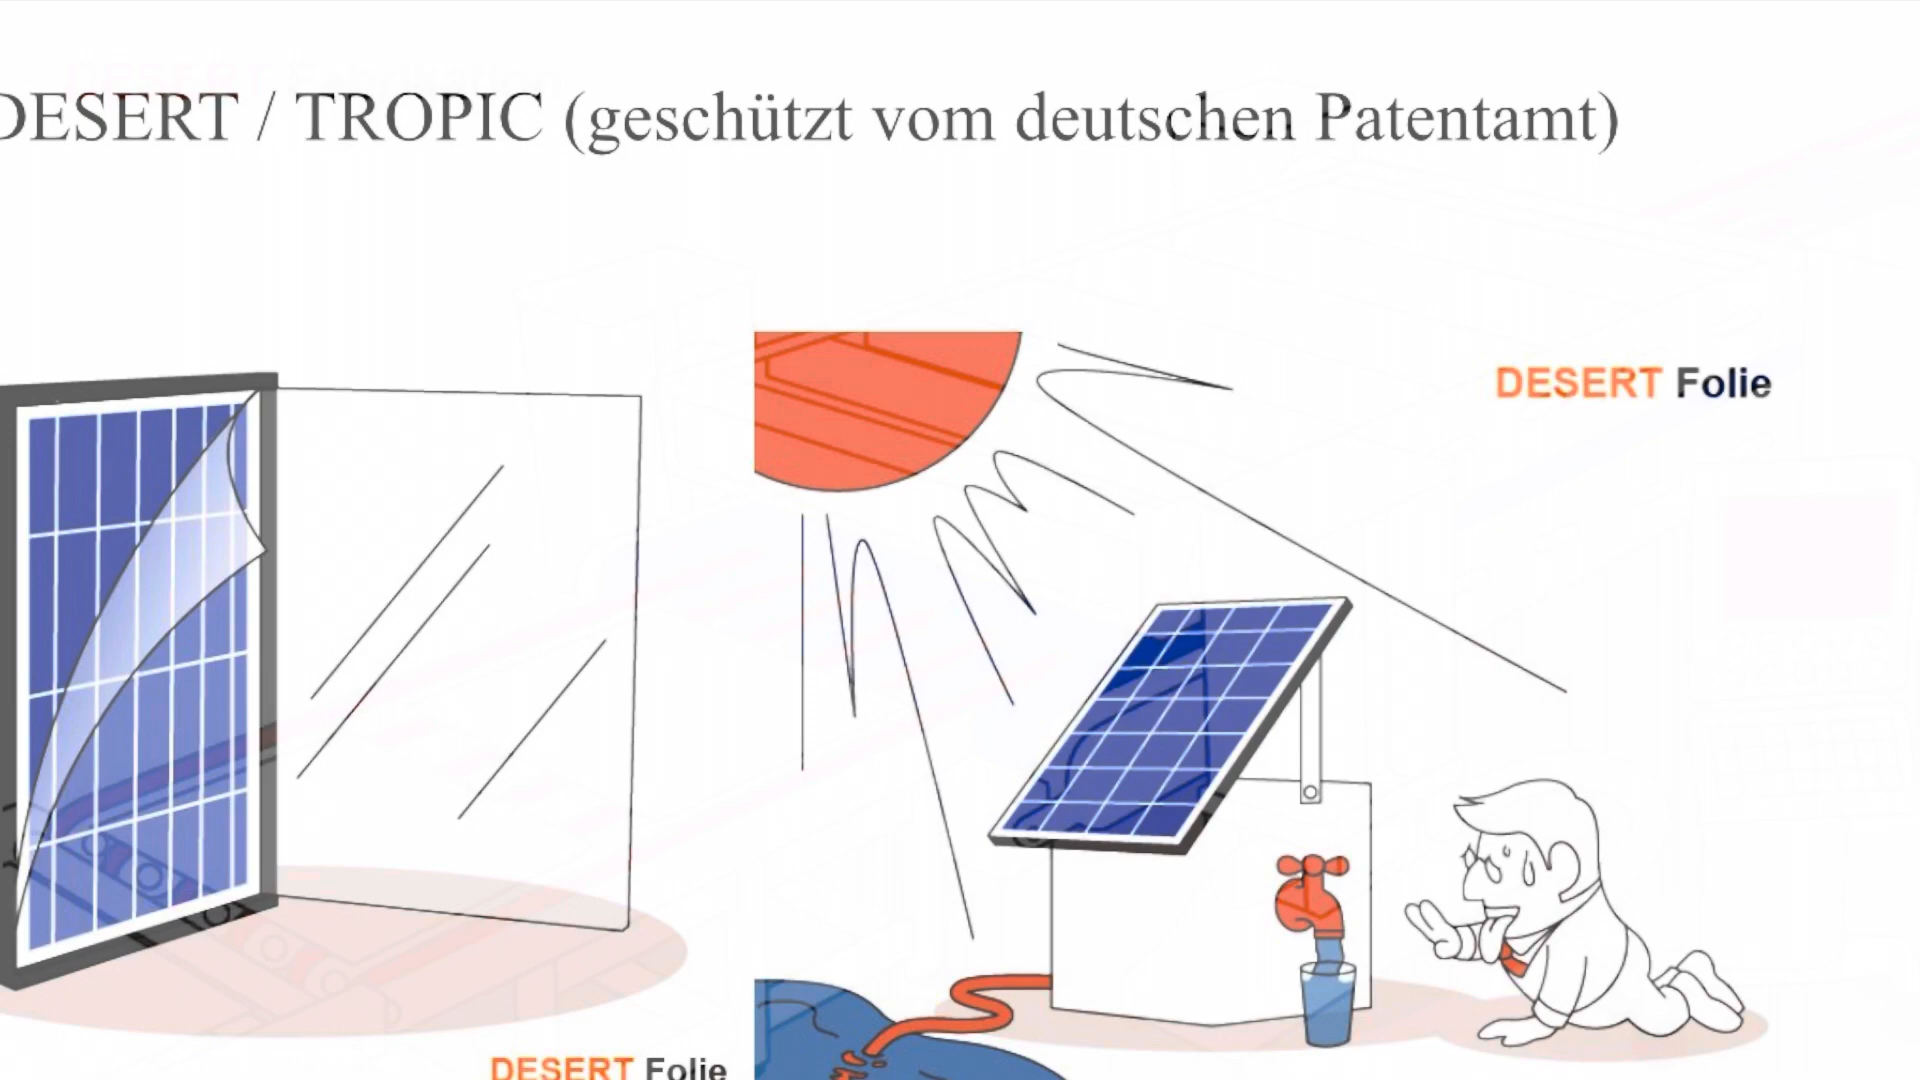 DESERT / TROPIC (geschützt vom deutschen Patentamt)
DESERT Folie
DESERT Folie